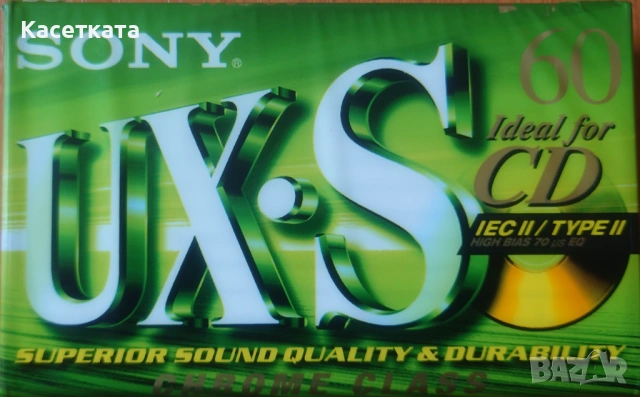 Касетката
SONY®
60
UX·S
Ideal for
CD
IEC II / TYPE II
HIGH BIAS 70 μs EQ
SUPERIOR SOUND QUALITY & DURABILITY
CHROME CLASS
BAZAR